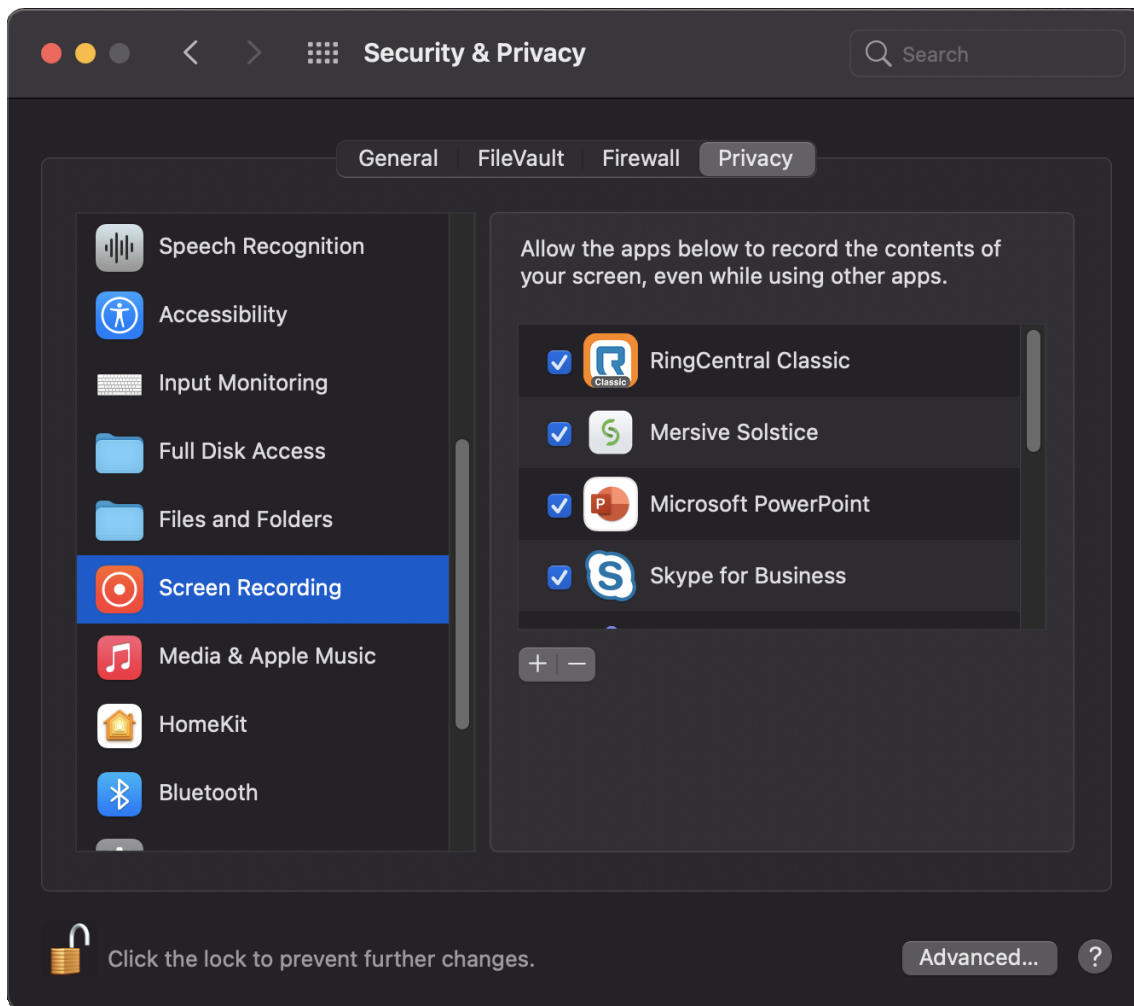 Security & Privacy
Search
General
FileVault
Firewall
Privacy
Speech Recognition
Accessibility
Input Monitoring
Full Disk Access
Files and Folders
Screen Recording
Media & Apple Music
HomeKit
Bluetooth
Allow the apps below to record the contents of
your screen, even while using other apps.
Classic
RingCentral Classic
Mersive Solstice
P
Microsoft PowerPoint
S
Skype for Business
Click the lock to prevent further changes.
Advanced...
?